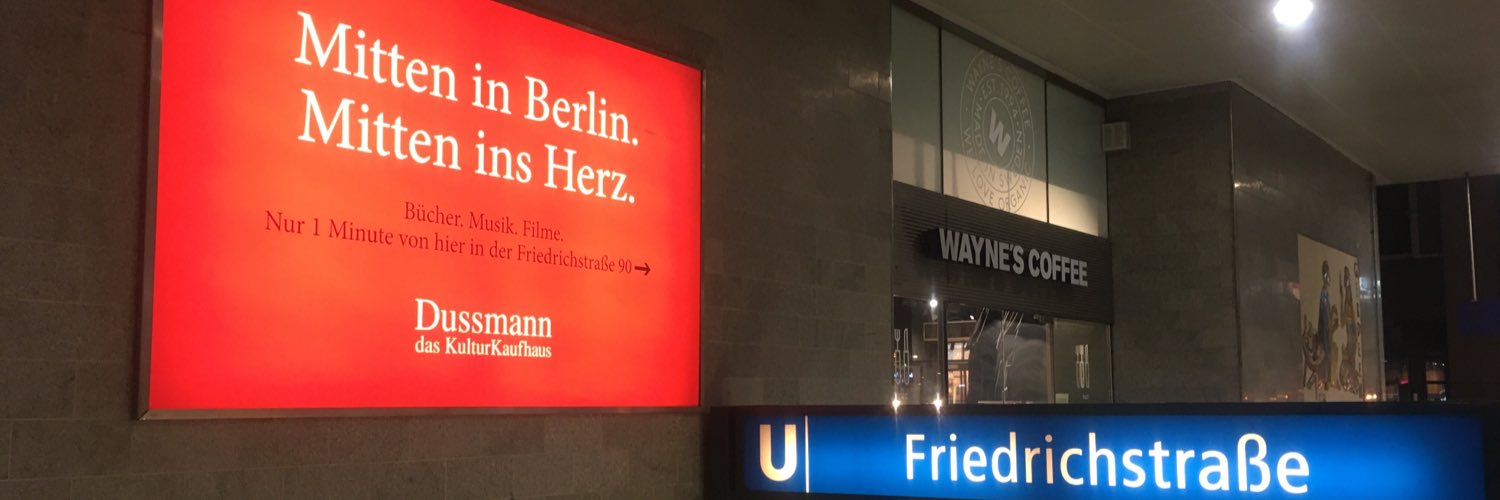 Mitten in Berlin.
Mitten ins Herz.
Bücher. Musik. Filme.
Nur 1 Minute von hier in der Friedrichstraße 90→
Dussmann
das KulturKaufhaus
W
WAYNE'S COFFEE
U Friedrichstraße